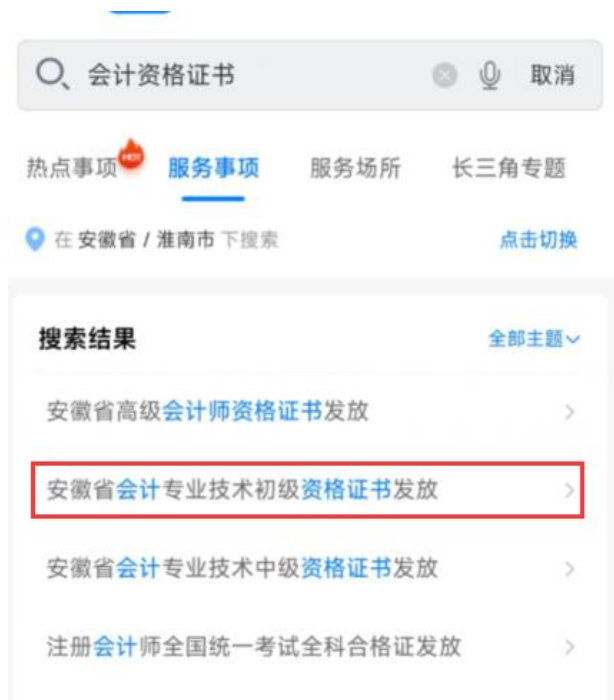 会计资格证书 取消
热点事项 HOT 服务事项 服务场所 长三角专题
在 安徽省 / 淮南市 下搜索 点击切换
搜索结果 全部主题
安徽省高级会计师资格证书发放
安徽省会计专业技术初级资格证书发放
安徽省会计专业技术中级资格证书发放
注册会计师全国统一考试全科合格证发放